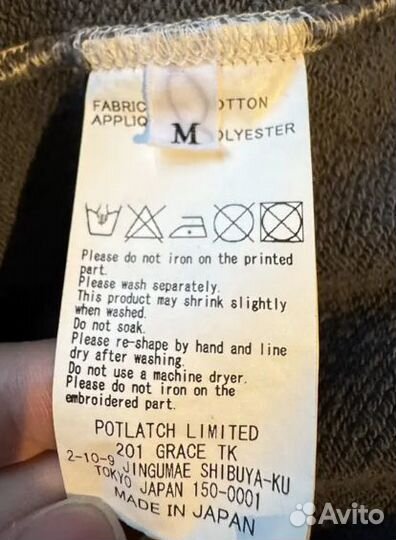 FABRIC OTTON
APPLIQ OLYESTER
M
Please do not iron on the printed
part.
Please wash separately.
This product may shrink slightly
when washed.
Do not soak.
Please re-shape by hand and line
dry after washing.
Do not use a machine dryer.
Please do not iron on the
embroidered part.
POTLATCH LIMITED
201 GRACE TK
2-10-9 JINGUMAE SHIBUYA-KU
TOKYO JAPAN 150-0001
MADE IN JAPAN
Avito